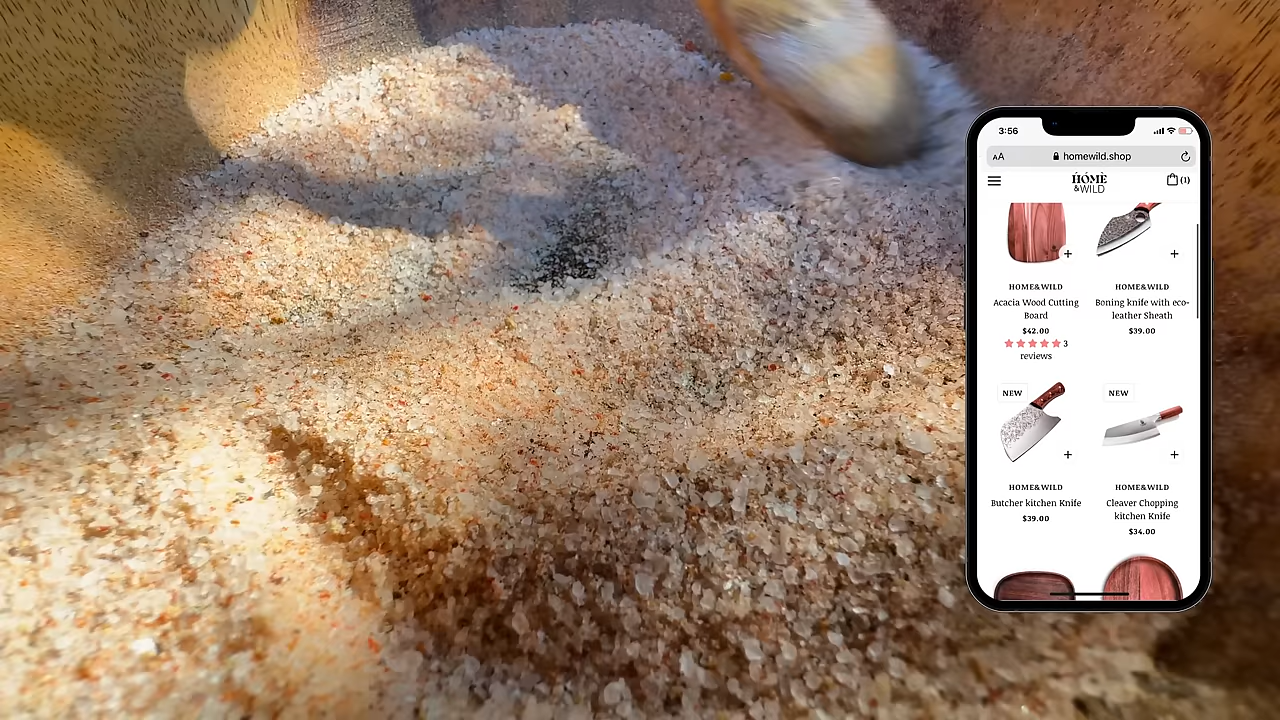 3:56
AA
homewild.shop
HOME
&WILD
(1)
HOME&WILD
Acacia Wood Cutting
Board
$42.00
3
reviews
HOME&WILD
Boning knife with eco-
leather Sheath
$39.00
NEW
HOME&WILD
Butcher kitchen Knife
$39.00
NEW
HOME&WILD
Cleaver Chopping
kitchen Knife
$34.00